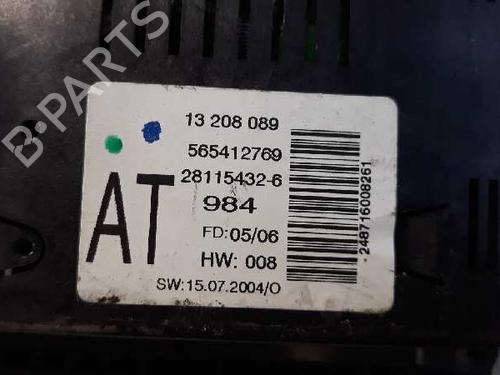 B-PARTS
13 208 089
565412769
28115432-6
984
AT
FD: 05/06
HW: 008
SW:15.07.2004/O
248716008261
B-PARTS